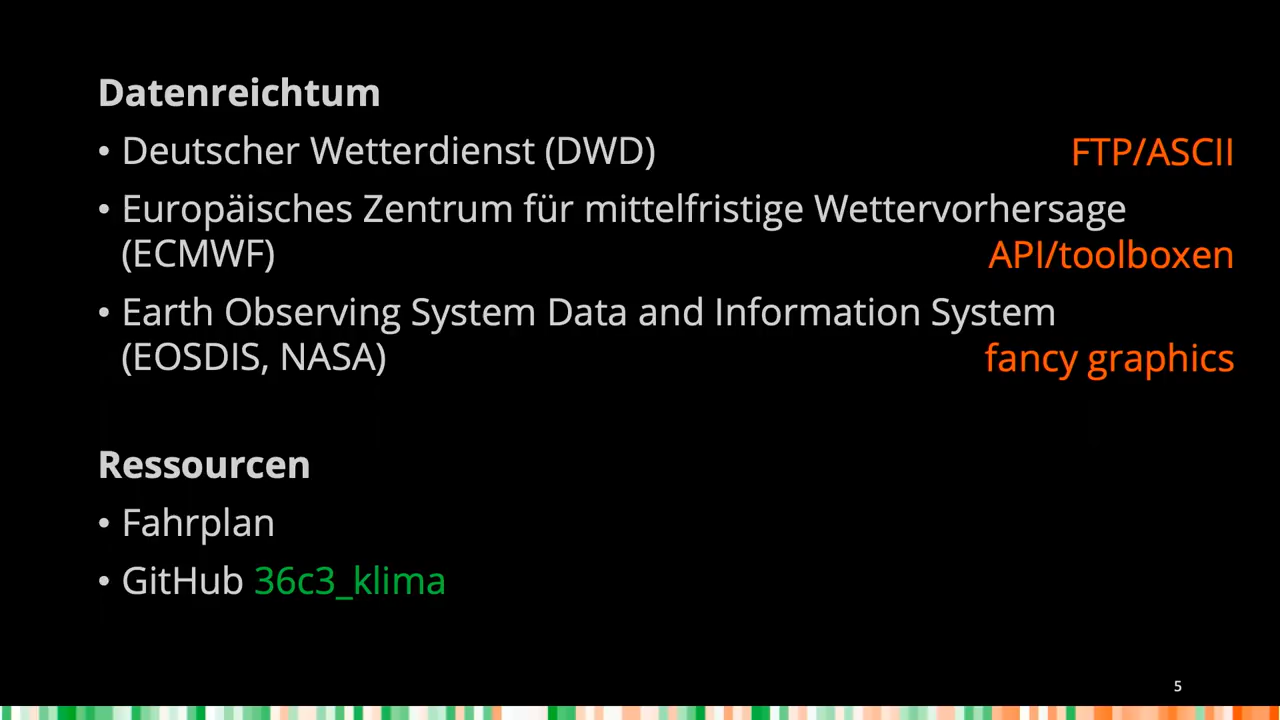 Datenreichtum
• Deutscher Wetterdienst (DWD) FTP/ASCII
• Europäisches Zentrum für mittelfristige Wettervorhersage
(ECMWF) API/toolboxen
• Earth Observing System Data and Information System
(EOSDIS, NASA) fancy graphics
Ressourcen
• Fahrplan
• GitHub 36c3_klima
5